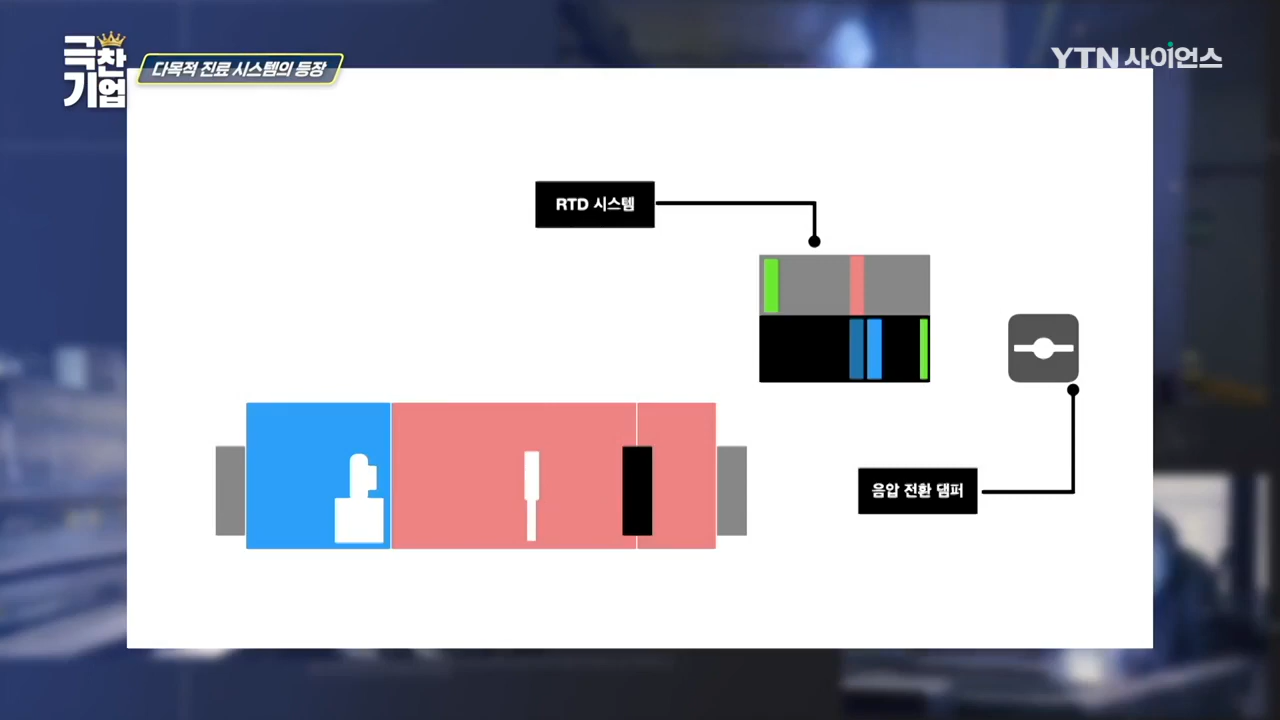 극찬
기업
다목적 진료 시스템의 등장
YTN 사이언스
RTD 시스템
음압 전환 댐퍼